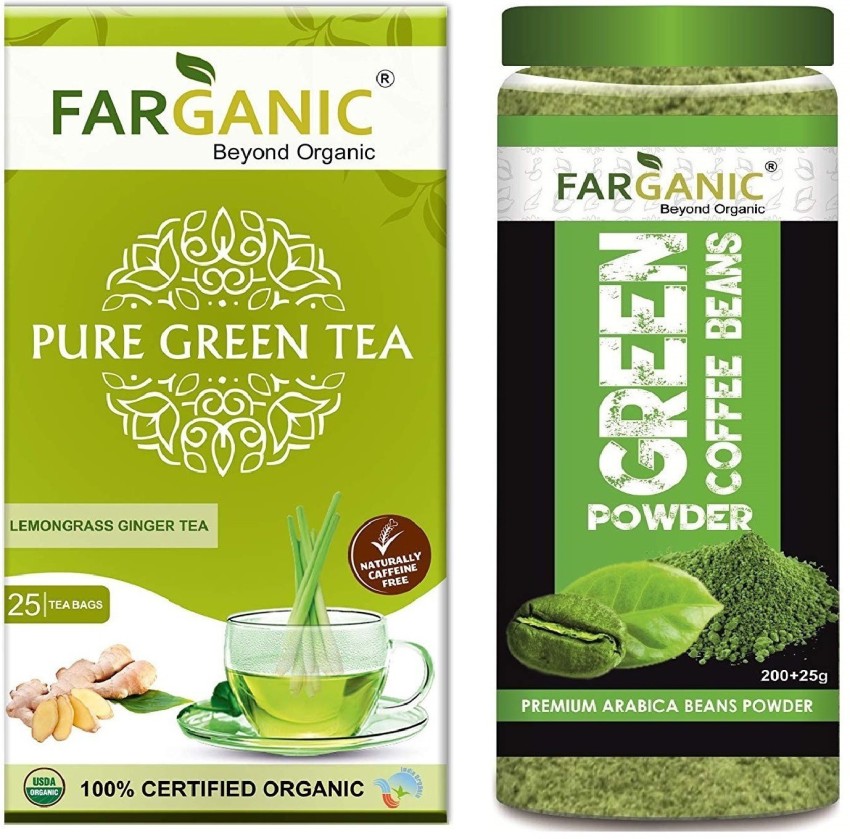 FARGANIC®
Beyond Organic
PURE GREEN TEA
LEMONGRASS GINGER TEA
NATURALLY
CAFFEINE
FREE
25 TEA BAGS
USDA
ORGANIC
100% CERTIFIED ORGANIC
FARGANIC®
Beyond Organic
GREEN
COFFEE BEANS
POWDER
200+25g
PREMIUM ARABICA BEANS POWDER